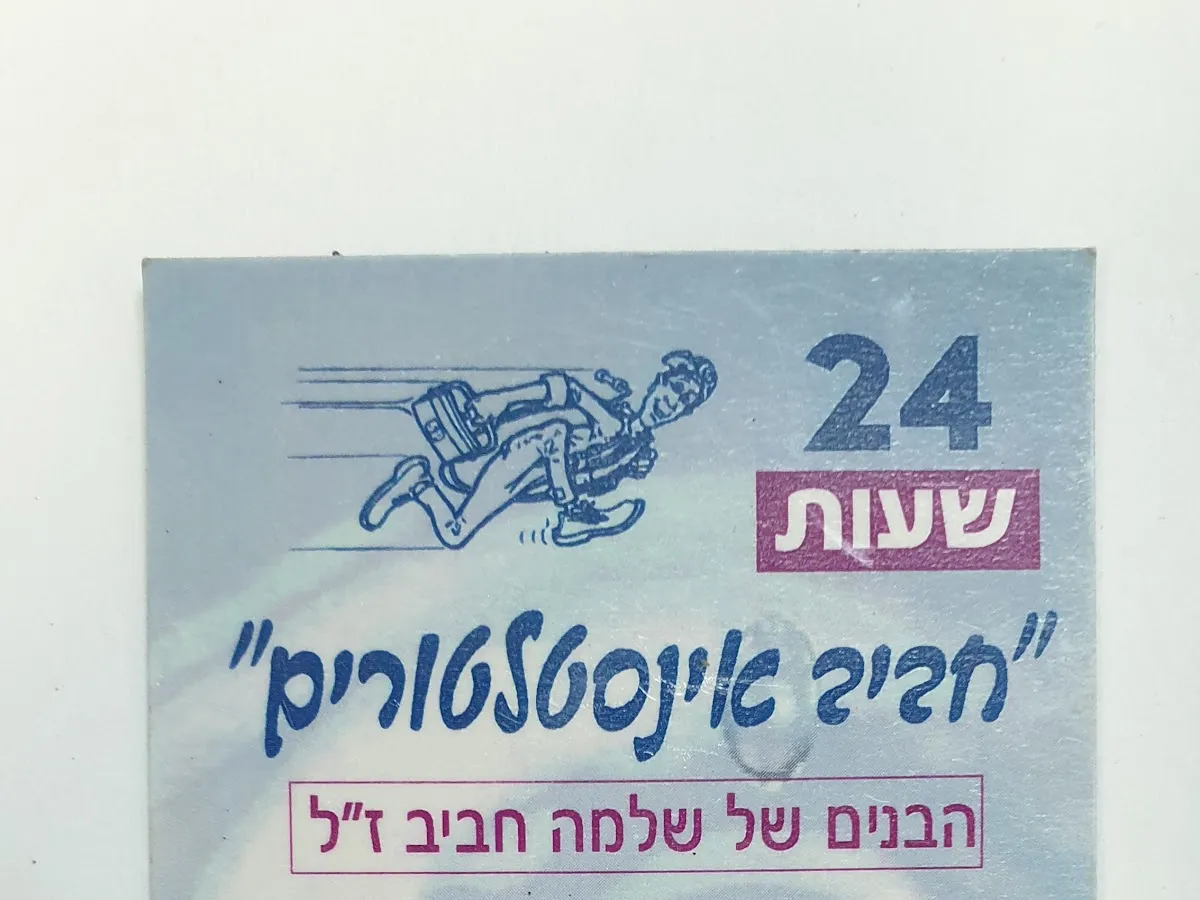 24
שעות
"חביב אינסטלטורים"
הבנים של שלמה חביב ז"ל